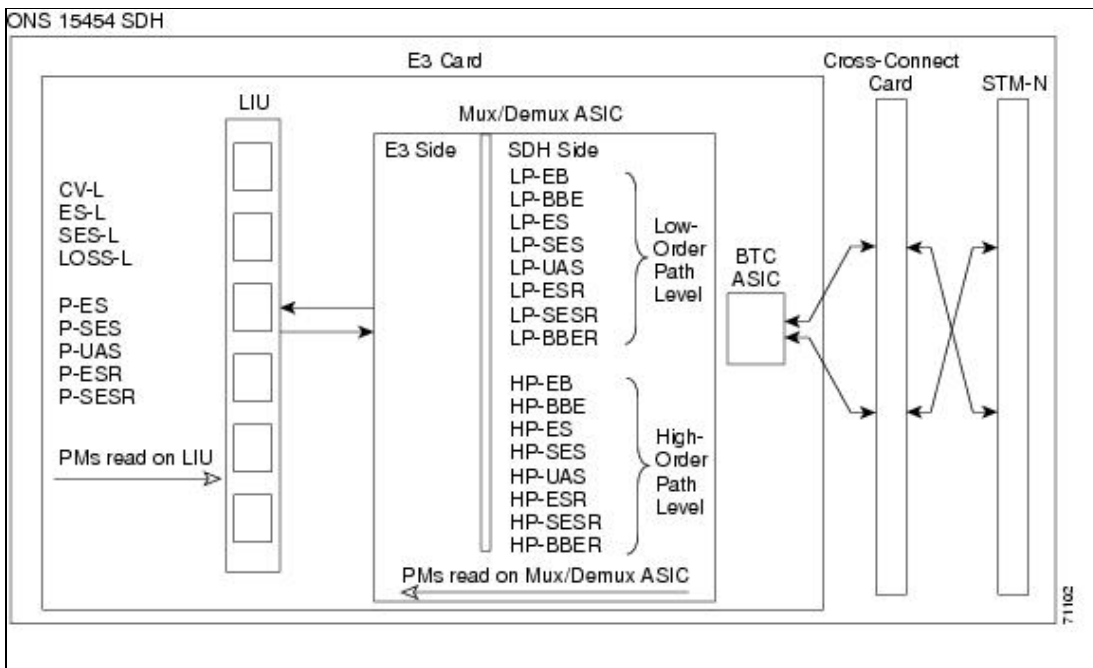 ONS 15454 SDH
E3 Card
Cross-Connect
Card
STM-N
LIU
Mux/Demux ASIC
CV-L
ES-L
SES-L
LOSS-L
P-ES
P-SES
P-UAS
P-ESR
P-SESR
PMs read on LIU
E3 Side
SDH Side
LP-EB
LP-BBE
LP-ES
LP-SES
LP-UAS
LP-ESR
LP-SESR
LP-BBER
Low-
Order
Path
Level
HP-EB
HP-BBE
HP-ES
HP-SES
HP-UAS
HP-ESR
HP-SESR
HP-BBER
High-
Order
Path
Level
PMs read on Mux/Demux ASIC
BTC
ASIC
71102